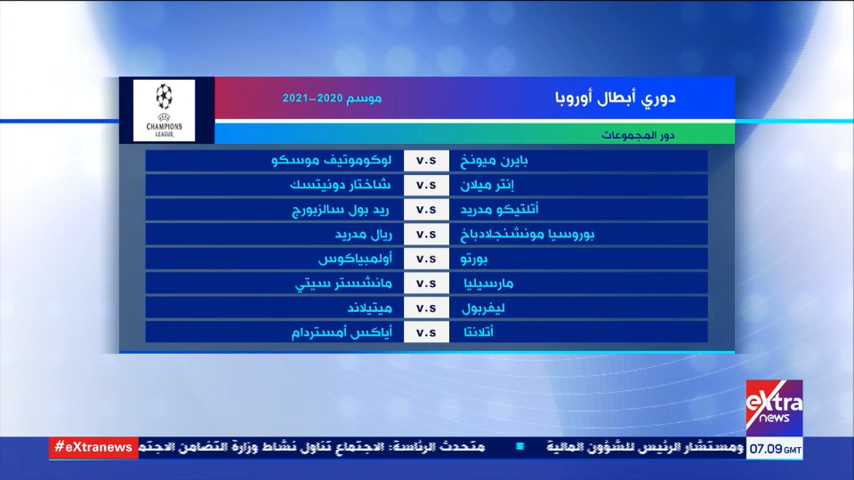 دوري أبطال أوروبا موسم 2020-2021
UEFA
CHAMPIONS
LEAGUE
دور المجموعات
بايرن ميونخ v.s لوكوموتيف موسكو
إنتر ميلان v.s شاختار دونيتسك
أتلتيكو مدريد v.s ريد بول سالزبورج
بوروسيا مونشنجلادباخ v.s ريال مدريد
بورتو v.s أولمبياكوس
مارسيليا v.s مانشستر سيتي
ليفربول v.s ميتيلاند
أتلانتا v.s أياكس أمستردام
eXtra
news
07.09 GMT
ومستشار الرئيس للشؤون المالية ■ متحدث الرئاسة: الاجتماع تناول نشاط وزارة التضامن
#eXtranews